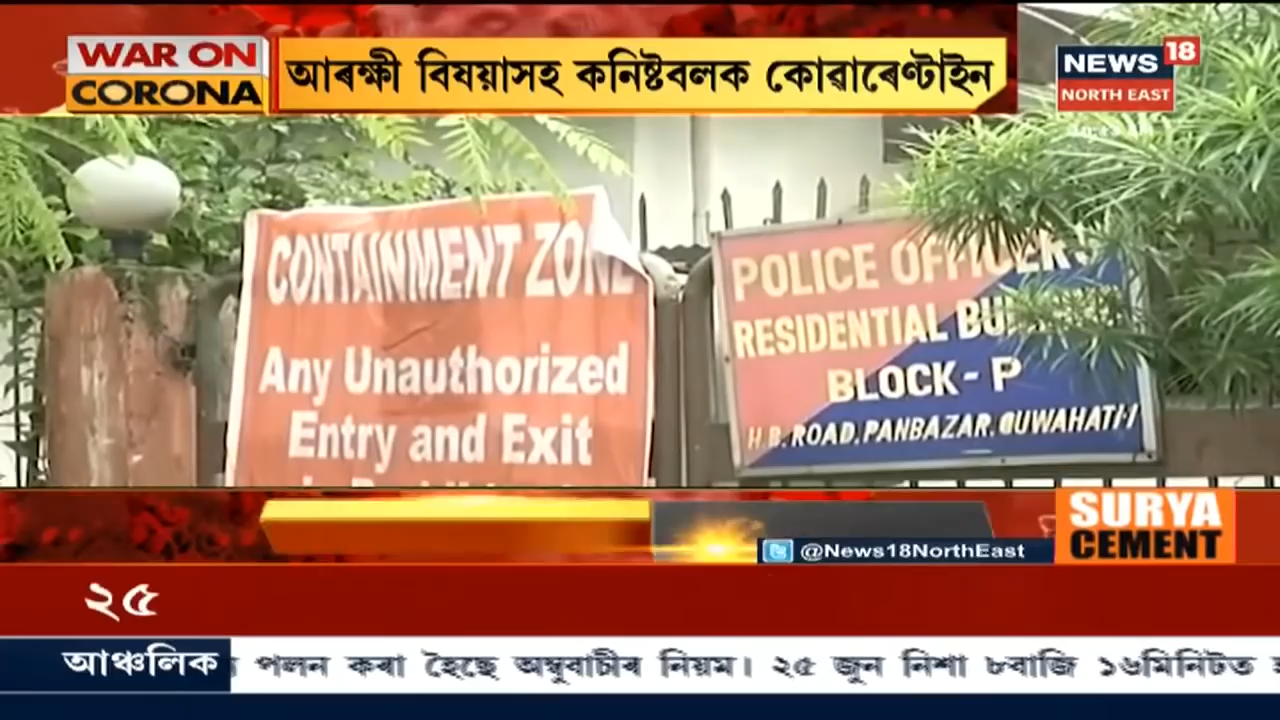 WAR ON
CORONA
আৰক্ষী বিষয়াসহ কনিষ্টবলক কোৱাৰেণ্টাইন
NEWS 18
NORTH EAST
CONTAINMENT ZONE
Any Unauthorized
Entry and Exit
POLICE OFFICERS
RESIDENTIAL
BLOCK - P
H.B. ROAD, PANBAZAR, GUWAHATI-1
@News18NorthEast
SURYA
CEMENT
২৫
আঞ্চলিক
পলন কৰা হৈছে অম্বুবাচীৰ নিয়ম। ২৫ জুন নিশা ৮বাজি ১৬মিনিটত